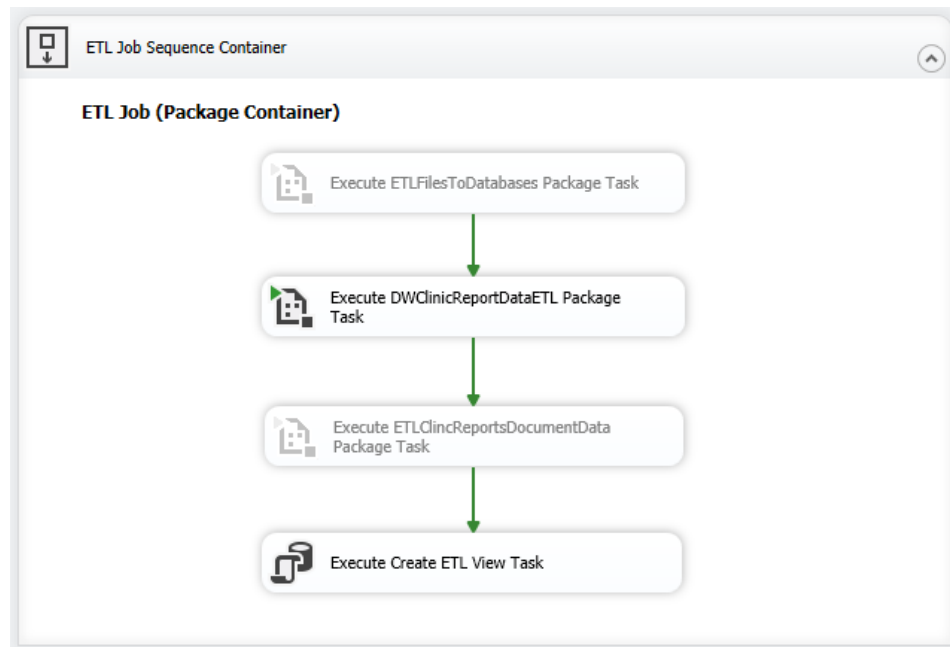 ETL Job Sequence Container
ETL Job (Package Container)
Execute ETLFilesToDatabases Package Task
Execute DWClinicReportDataETL Package
Task
Execute ETLClincReportsDocumentData
Package Task
Execute Create ETL View Task